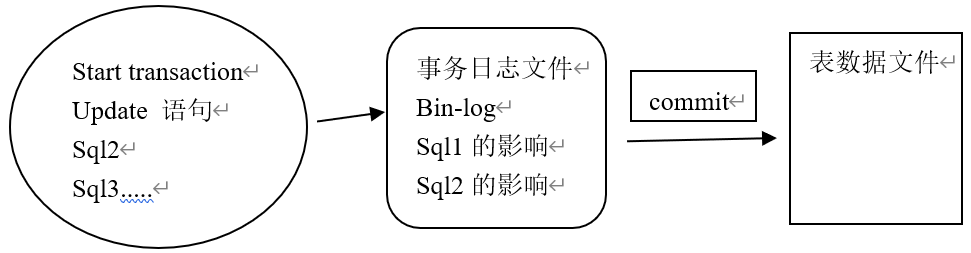 Start transaction↵
Update 语句↵
Sql2↵
Sql3.....↵
事务日志文件↵
Bin-log↵
Sql1 的影响↵
Sql2 的影响↵
commit↵
表数据文件↵